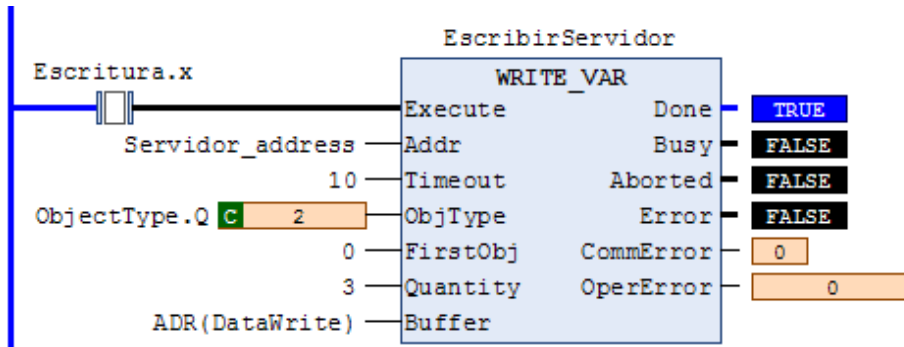 EscribirServidor
Escritura.x
WRITE_VAR
Execute Done TRUE
Servidor_address Addr Busy FALSE
10 Timeout Aborted FALSE
ObjectType.Q C 2 ObjType Error FALSE
0 FirstObj CommError 0
3 Quantity OperError 0
ADR(DataWrite) Buffer